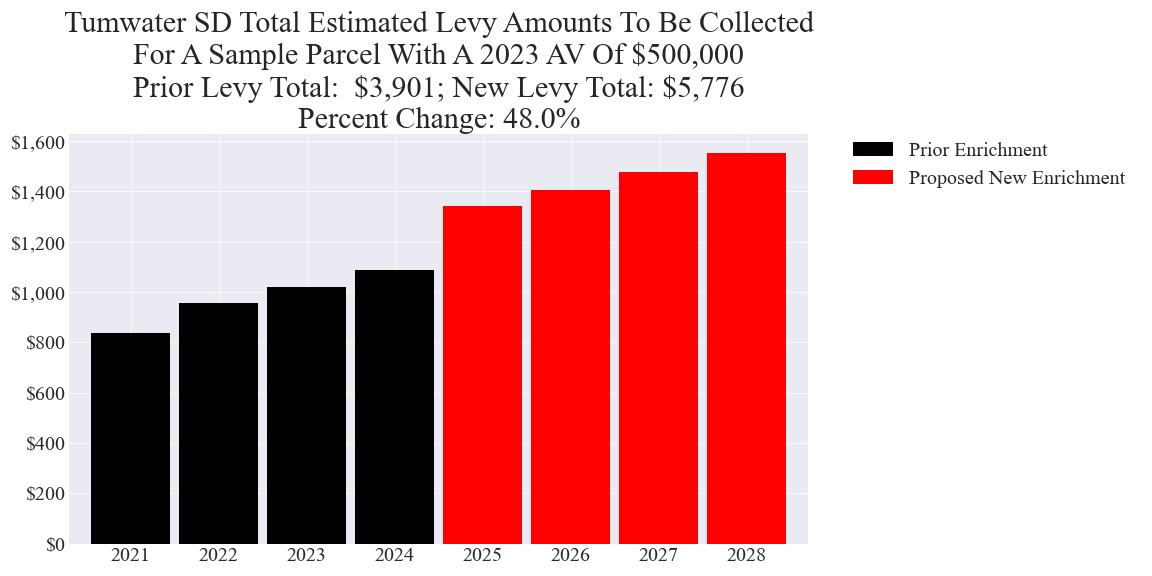 Tumwater SD Total Estimated Levy Amounts To Be Collected
For A Sample Parcel With A 2023 AV Of $500,000
Prior Levy Total:  $3,901; New Levy Total: $5,776
Percent Change: 48.0%
$1,600
$1,400
$1,200
$1,000
$800
$600
$400
$200
$0
2021 2022 2023 2024 2025 2026 2027 2028
Prior Enrichment
Proposed New Enrichment